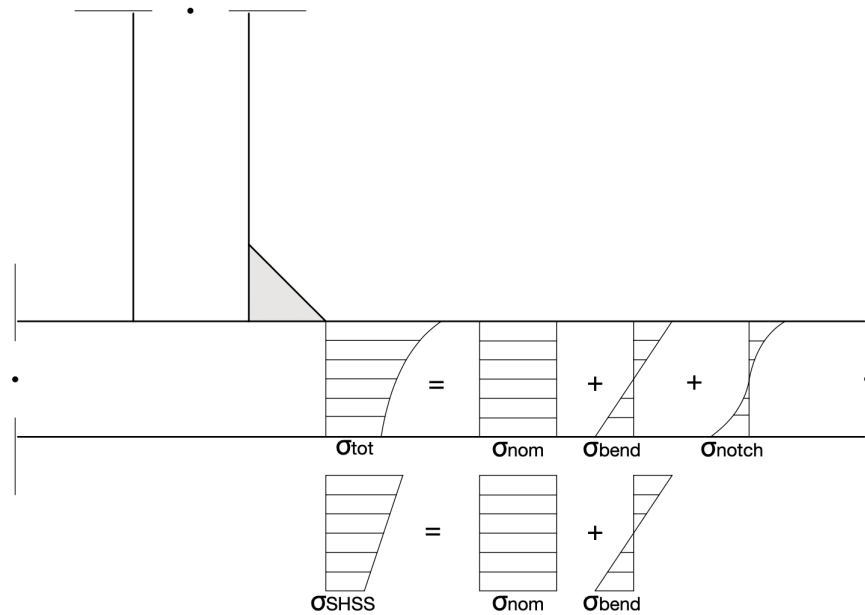 = + +
σtot σnom σbend σnotch
= +
σSHSS σnom σbend